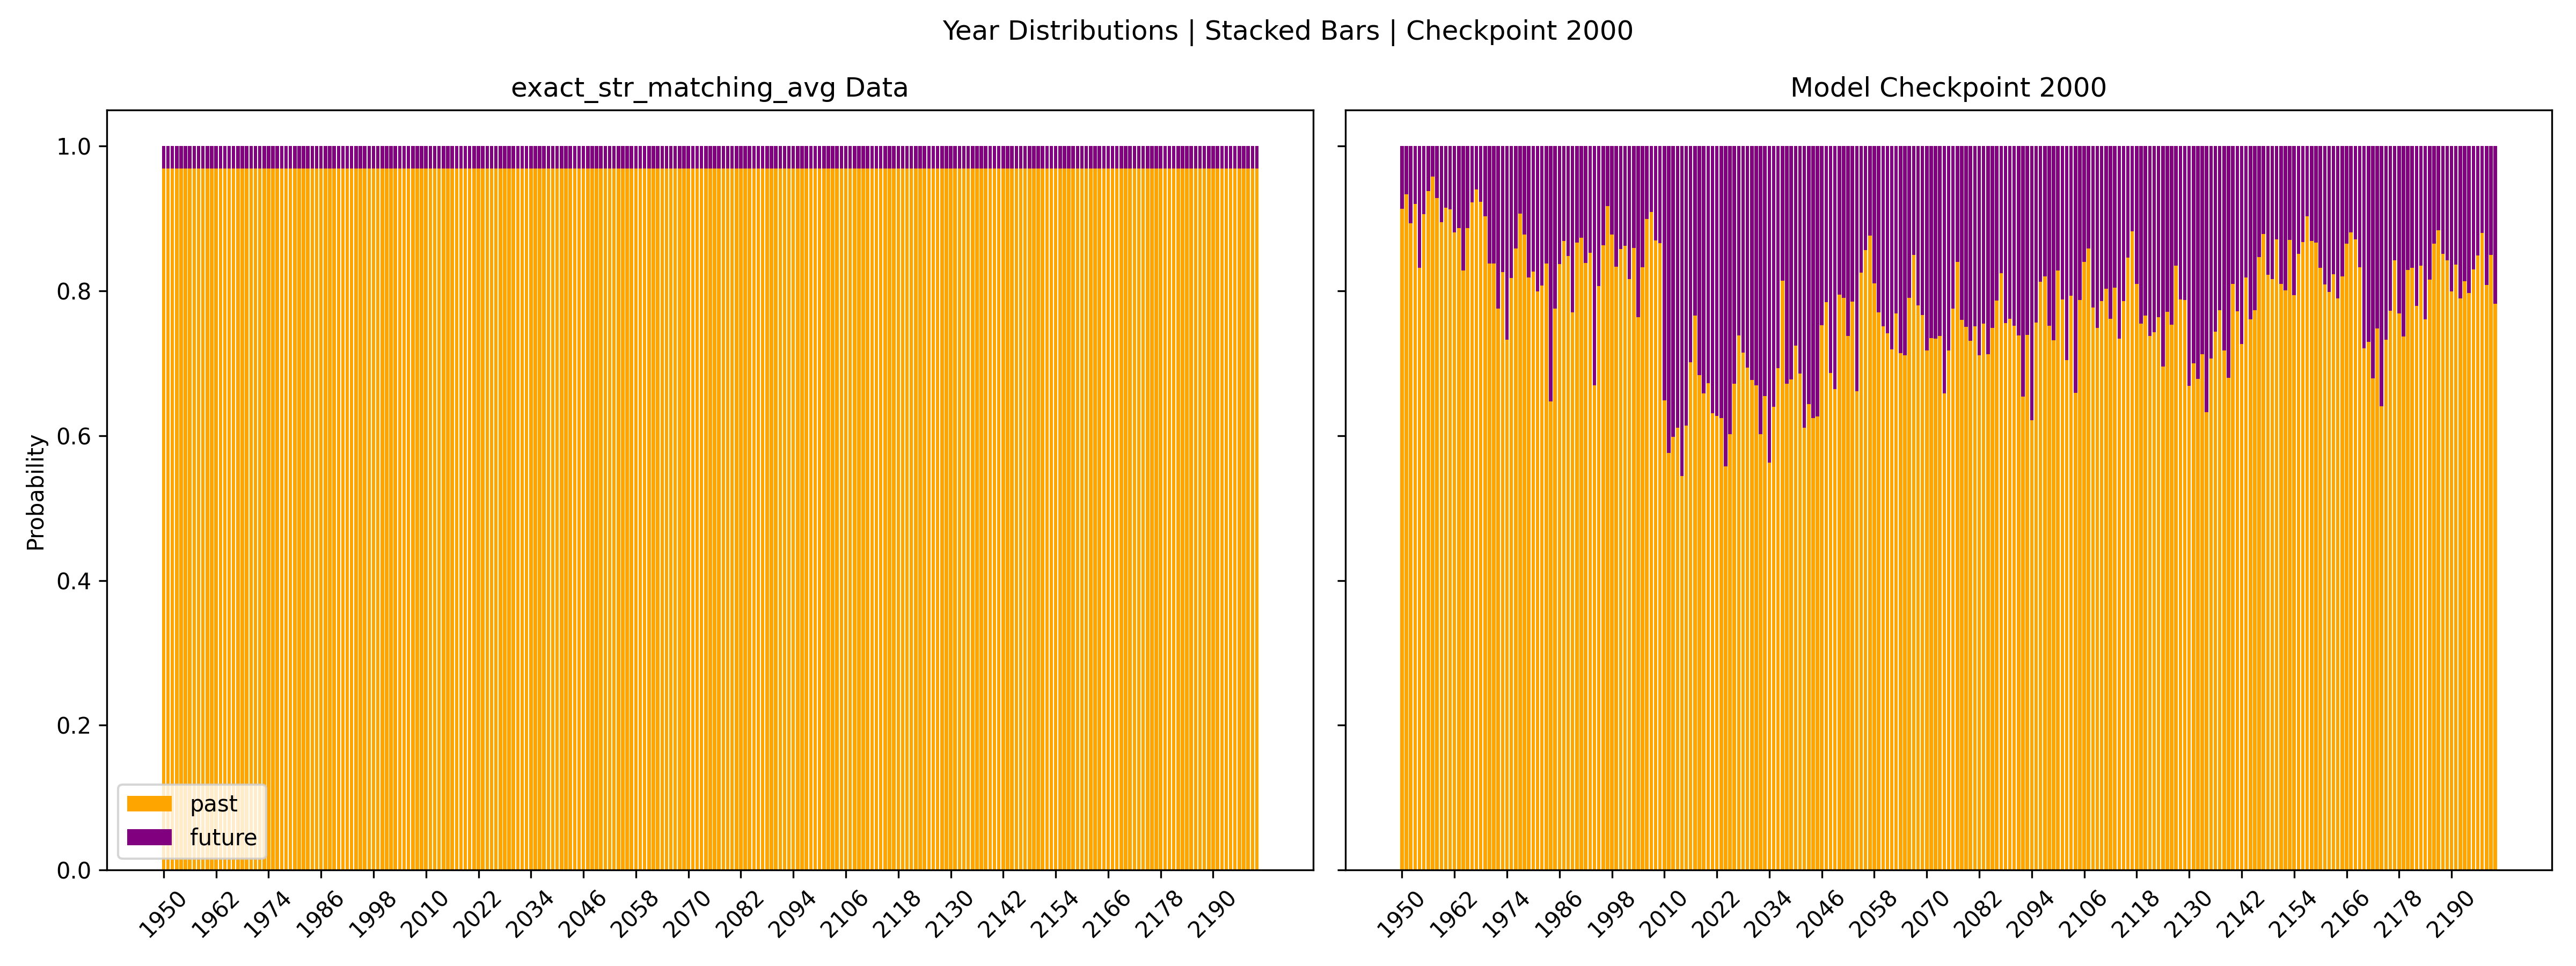 Year Distributions | Stacked Bars | Checkpoint 2000
exact_str_matching_avg Data
Probability
1.0
0.8
0.6
0.4
0.2
0.0
past
future
1950 1962 1974 1986 1998 2010 2022 2034 2046 2058 2070 2082 2094 2106 2118 2130 2142 2154 2166 2178 2190
Model Checkpoint 2000
1950 1962 1974 1986 1998 2010 2022 2034 2046 2058 2070 2082 2094 2106 2118 2130 2142 2154 2166 2178 2190